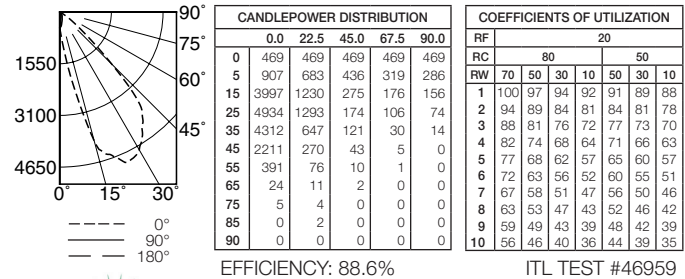 90°
75°
1550
60°
3100
45°
4650
0° 15° 30°
0°
90°
180°
CANDLEPOWER DISTRIBUTION
0.0 22.5 45.0 67.5 90.0
0 469 469 469 469 469
5 907 683 436 319 286
15 3997 1230 275 176 156
25 4934 1293 174 106 74
35 4312 647 121 30 14
45 2211 270 43 5 0
55 391 76 10 1 0
65 24 11 2 0 0
75 5 4 0 0 0
85 0 2 0 0 0
90 0 0 0 0 0
EFFICIENCY: 88.6%
COEFFICIENTS OF UTILIZATION
RF 20
RC 80 50
RW 70 50 30 10 50 30 10
1 100 97 94 92 91 89 88
2 94 89 84 81 84 81 78
3 88 81 76 72 77 73 70
4 82 74 68 64 71 66 63
5 77 68 62 57 65 60 57
6 72 63 56 52 60 55 51
7 67 58 51 47 56 50 46
8 63 53 47 43 52 46 42
9 59 49 43 39 48 42 39
10 56 46 40 36 44 39 35
ITL TEST #46959